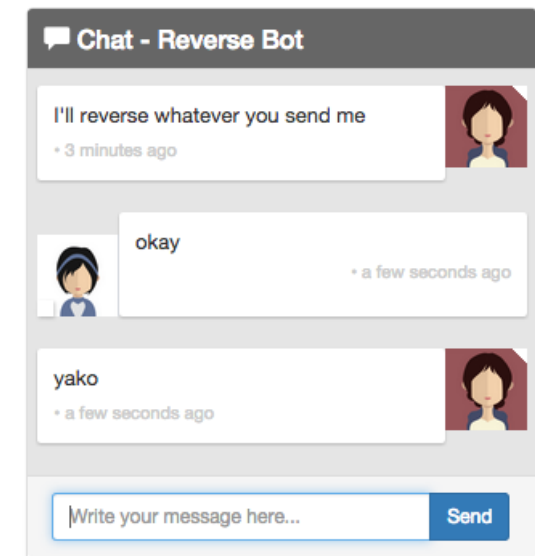 Chat - Reverse Bot
I'll reverse whatever you send me
• 3 minutes ago
okay
• a few seconds ago
yako
• a few seconds ago
Write your message here...
Send